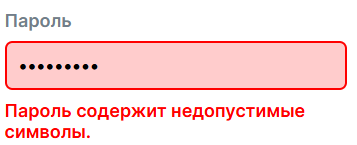 Пароль
•••••••••
Пароль содержит недопустимые
символы.